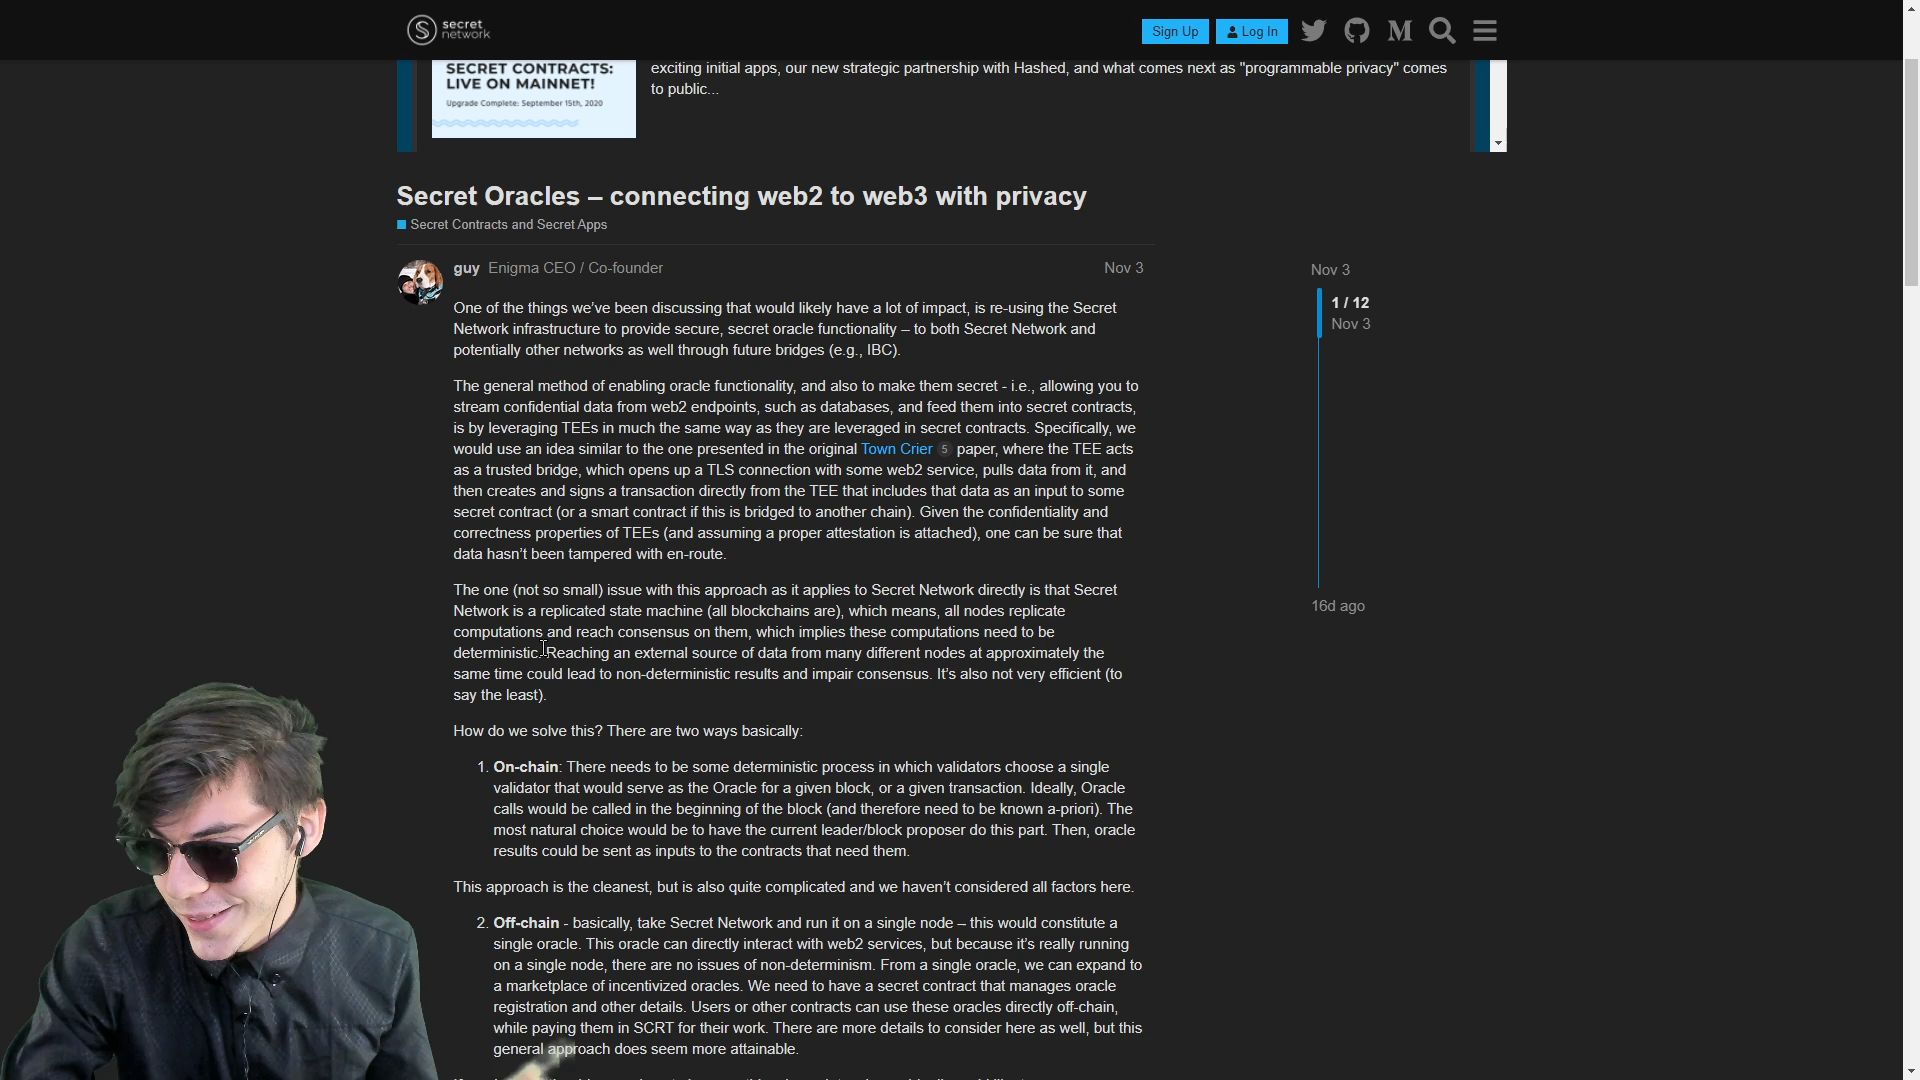 secret
network
Sign Up
Log In
SECRET CONTRACTS:
LIVE ON MAINNET!
Upgrade Complete: September 15th, 2020
exciting initial apps, our new strategic partnership with Hashed, and what comes next as "programmable privacy" comes
to public...
Secret Oracles – connecting web2 to web3 with privacy
Secret Contracts and Secret Apps
guy Enigma CEO / Co-founder
Nov 3
One of the things we’ve been discussing that would likely have a lot of impact, is re-using the Secret
Network infrastructure to provide secure, secret oracle functionality – to both Secret Network and
potentially other networks as well through future bridges (e.g., IBC).
The general method of enabling oracle functionality, and also to make them secret - i.e., allowing you to
stream confidential data from web2 endpoints, such as databases, and feed them into secret contracts,
is by leveraging TEEs in much the same way as they are leveraged in secret contracts. Specifically, we
would use an idea similar to the one presented in the original Town Crier 5 paper, where the TEE acts
as a trusted bridge, which opens up a TLS connection with some web2 service, pulls data from it, and
then creates and signs a transaction directly from the TEE that includes that data as an input to some
secret contract (or a smart contract if this is bridged to another chain). Given the confidentiality and
correctness properties of TEEs (and assuming a proper attestation is attached), one can be sure that
data hasn’t been tampered with en-route.
The one (not so small) issue with this approach as it applies to Secret Network directly is that Secret
Network is a replicated state machine (all blockchains are), which means, all nodes replicate
computations and reach consensus on them, which implies these computations need to be
deterministic. Reaching an external source of data from many different nodes at approximately the
same time could lead to non-deterministic results and impair consensus. It’s also not very efficient (to
say the least).
How do we solve this? There are two ways basically:
1. On-chain: There needs to be some deterministic process in which validators choose a single
validator that would serve as the Oracle for a given block, or a given transaction. Ideally, Oracle
calls would be called in the beginning of the block (and therefore need to be known a-priori). The
most natural choice would be to have the current leader/block proposer do this part. Then, oracle
results could be sent as inputs to the contracts that need them.
This approach is the cleanest, but is also quite complicated and we haven’t considered all factors here.
2. Off-chain - basically, take Secret Network and run it on a single node – this would constitute a
single oracle. This oracle can directly interact with web2 services, but because it’s really running
on a single node, there are no issues of non-determinism. From a single oracle, we can expand to
a marketplace of incentivized oracles. We need to have a secret contract that manages oracle
registration and other details. Users or other contracts can use these oracles directly off-chain,
while paying them in SCRT for their work. There are more details to consider here as well, but this
general approach does seem more attainable.
Nov 3
1 / 12
Nov 3
16d ago